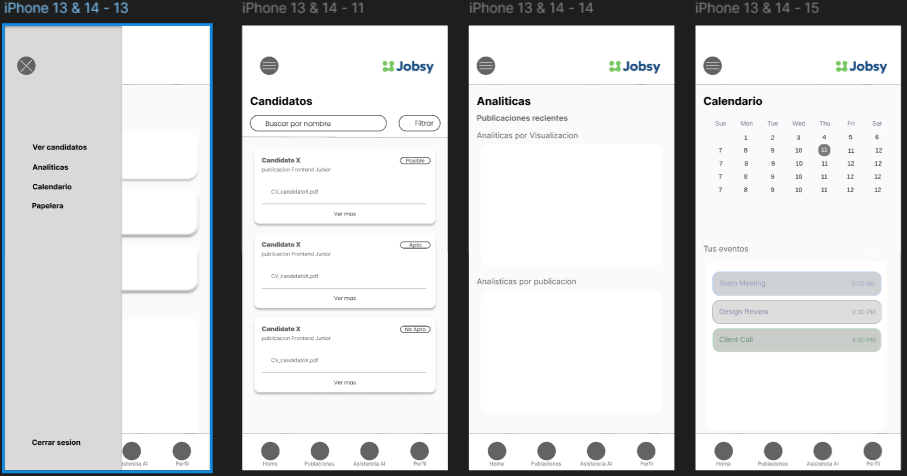 iPhone 13 & 14 - 13
Ver candidatos
Analiticas
Calendario
Papelera
Cerrar sesion
istencia AI
Perfil
iPhone 13 & 14 - 11
Jobsy
Candidatos
Buscar por nombre
Filtrar
Candidato X
Posible
publicacion Frontend Junior
CV_candidatoX.pdf
Ver mas
Candidato X
Apto
publicacion Frontend Junior
CV_candidatoX.pdf
Ver mas
Candidato X
No Apto
publicacion Frontend Junior
CV_candidatoX.pdf
Ver mas
Home Publaciones Asistencia AI Perfil
iPhone 13 & 14 - 14
Jobsy
Analiticas
Publicaciones recientes
Analiticas por Visualizacion
Analisticas por publicacion
Home Publaciones Asistencia AI Perfil
iPhone 13 & 14 - 15
Jobsy
Calendario
Sun Mon Tue Wed Thu Fri Sat
1 2 3 4 5 6
7 8 9 10 11 11 12
7 8 9 10 11 12 12
7 8 9 10 11 12 12
7 8 9 10 11 12 12
Tus eventos
Team Meeting 9:00 AM
Design Review 2:30 PM
Client Call 4:00 PM
Home Publaciones Asistencia AI Perfil